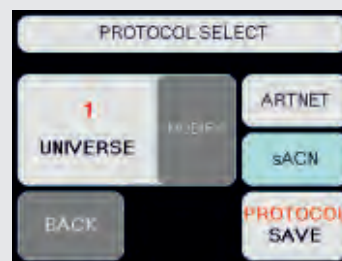 PROTOCOL SELECT
1
UNIVERSE
MODIFY
ARTNET
sACN
BACK
PROTOCOL
SAVE